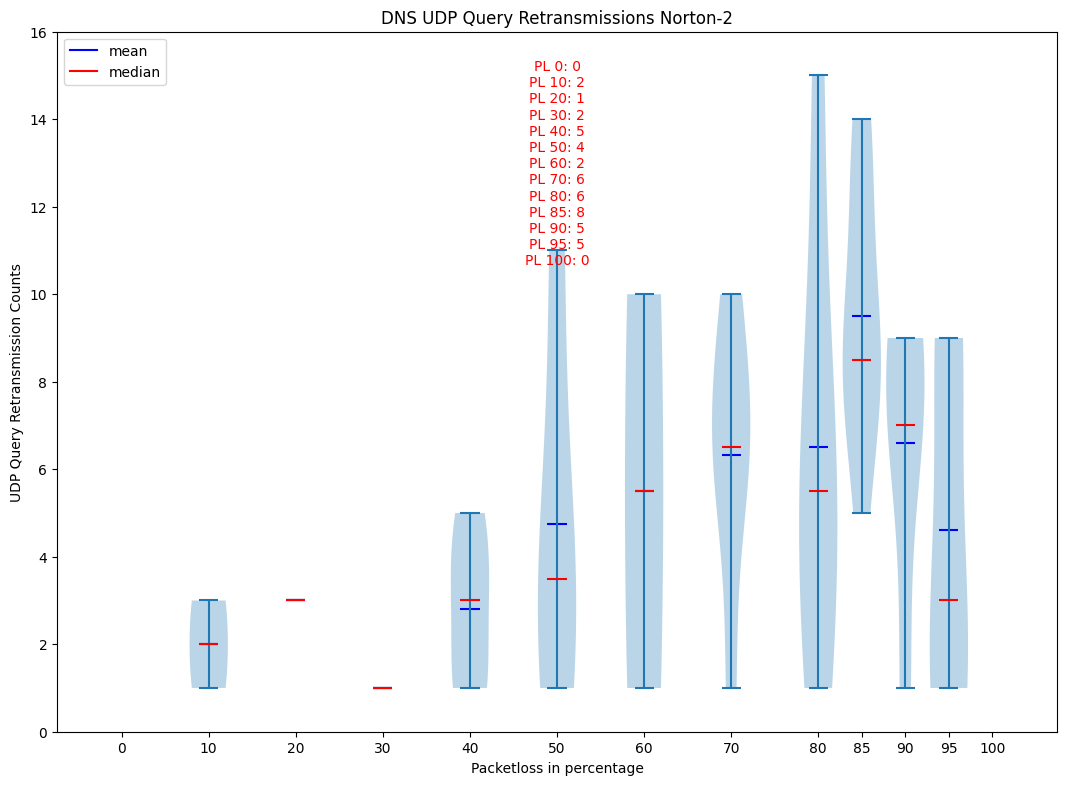 DNS UDP Query Retransmissions Norton-2
mean
median
PL 0: 0
PL 10: 2
PL 20: 1
PL 30: 2
PL 40: 5
PL 50: 4
PL 60: 2
PL 70: 6
PL 80: 6
PL 85: 8
PL 90: 5
PL 95: 5
PL 100: 0
UDP Query Retransmission Counts
16
14
12
10
8
6
4
2
0
0 10 20 30 40 50 60 70 80 85 90 95 100
Packetloss in percentage